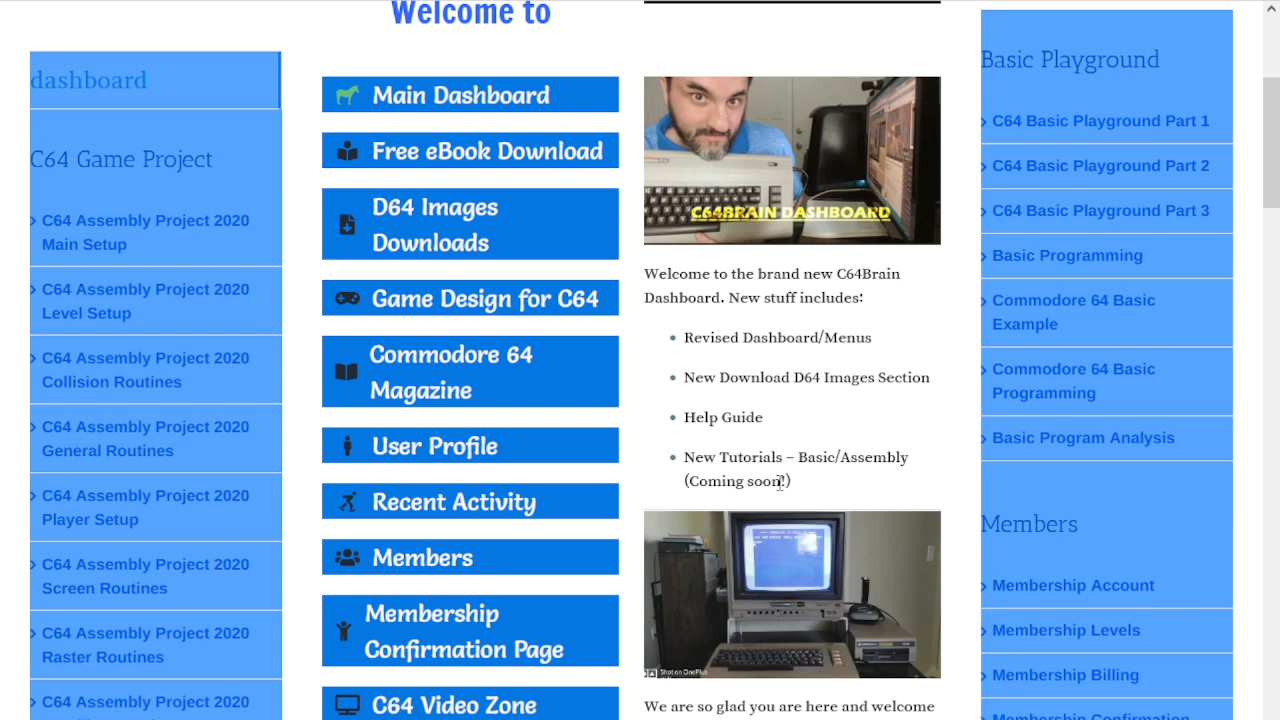 Welcome to
dashboard
C64 Game Project
C64 Assembly Project 2020
Main Setup
C64 Assembly Project 2020
Level Setup
C64 Assembly Project 2020
Collision Routines
C64 Assembly Project 2020
General Routines
C64 Assembly Project 2020
Player Setup
C64 Assembly Project 2020
Screen Routines
C64 Assembly Project 2020
Raster Routines
C64 Assembly Project 2020
Main Dashboard
Free eBook Download
D64 Images
Downloads
Game Design for C64
Commodore 64
Magazine
User Profile
Recent Activity
Members
Membership
Confirmation Page
C64 Video Zone
C64BRAIN DASHBOARD
Welcome to the brand new C64Brain
Dashboard. New stuff includes:
Revised Dashboard/Menus
New Download D64 Images Section
Help Guide
New Tutorials – Basic/Assembly
(Coming soon!)
Shot on OnePlus
We are so glad you are here and welcome
Basic Playground
C64 Basic Playground Part 1
C64 Basic Playground Part 2
C64 Basic Playground Part 3
Basic Programming
Commodore 64 Basic
Example
Commodore 64 Basic
Programming
Basic Program Analysis
Members
Membership Account
Membership Levels
Membership Billing
Membership Confirmation